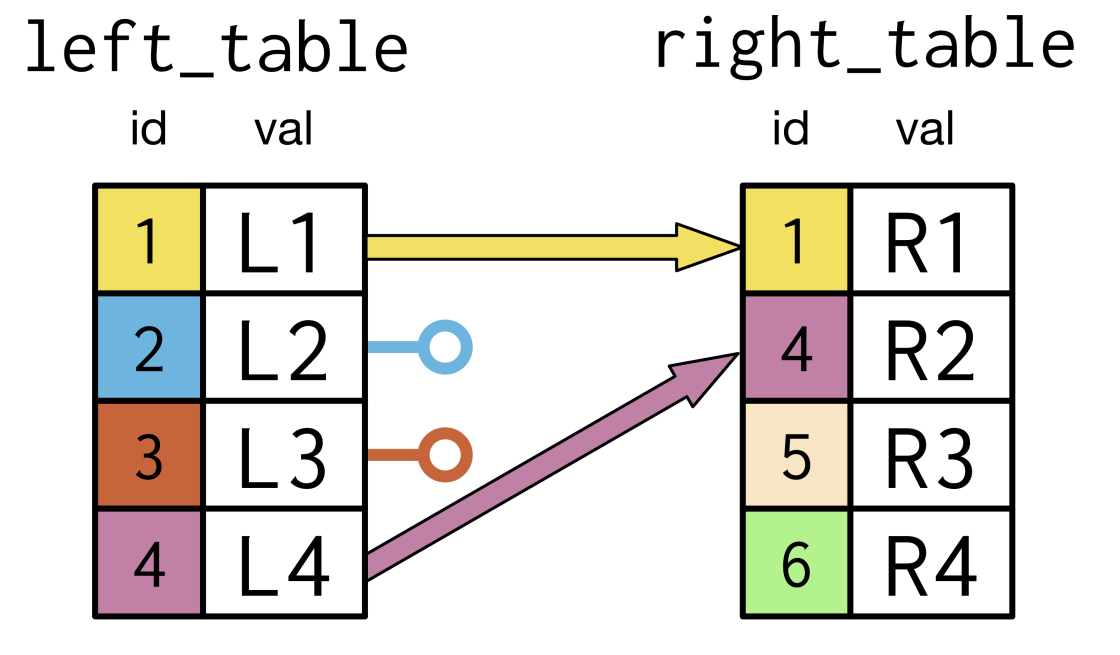 left_table right_table
id val id val
1 L1 1 R1
2 L2 4 R2
3 L3 5 R3
4 L4 6 R4